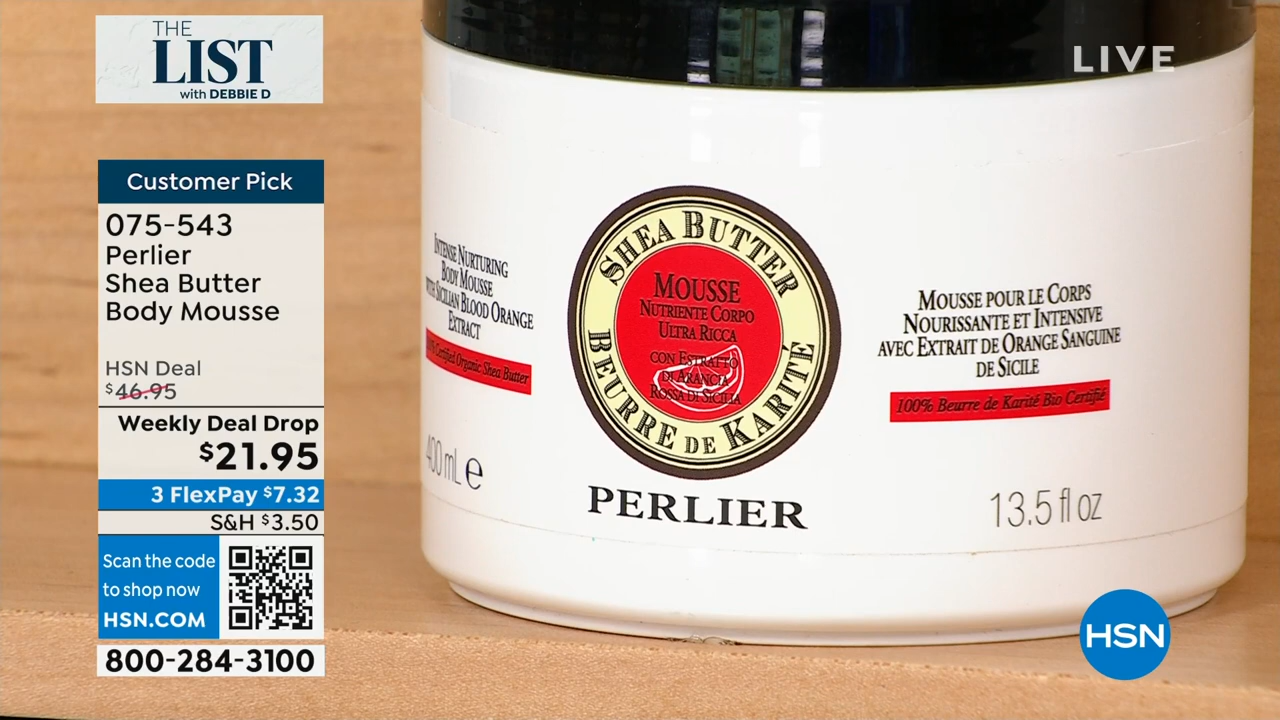 THE
LIST
with DEBBIE D
LIVE
Customer Pick
075-543
Perlier
Shea Butter
Body Mousse
HSN Deal
$46.95
Weekly Deal Drop
$21.95
3 FlexPay $7.32
S&H $3.50
Scan the code
to shop now
HSN.COM
800-284-3100
INTENSE NURTURING
BODY MOUSSE
SICILIAN BLOOD ORANGE
EXTRACT
Certified Organic Shea Butter
400 mL e
SHEA BUTTER
MOUSSE
NUTRIENTE CORPO
ULTRA RICCA
CON ESTRATTO
DI ARANCIA
ROSSA DI SICILIA
BEURRE DE KARITÉ
PERLIER
MOUSSE POUR LE CORPS
NOURISSANTE ET INTENSIVE
AVEC EXTRAIT DE ORANGE SANGUINE
DE SICILE
100% Beurre de Karité Bio Certifié
13.5 fl oz
HSN